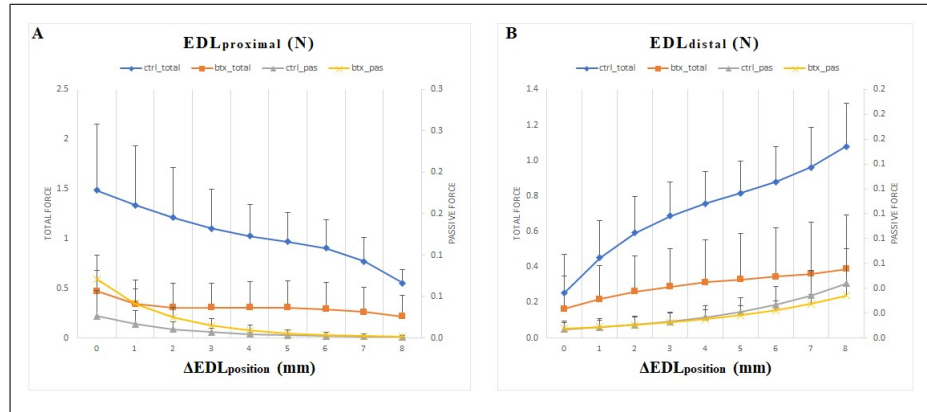 A
EDLproximal (N)
ctrl_total btx_total ctrl_pas btx_pas
2.5
2
1.5
1
0.5
0
TOTAL FORCE
0.3
0.3
0.2
0.2
0.1
0.1
0.0
PASSIVE FORCE
0 1 2 3 4 5 6 7 8
ΔEDLposition (mm)
B
EDLdistal (N)
ctrl_total btx_total ctrl_pas btx_pas
1.4
1.2
1.0
0.8
0.6
0.4
0.2
0.0
TOTAL FORCE
0.2
0.2
0.2
0.1
0.1
0.1
0.1
0.1
0.0
0.0
0.0
PASSIVE FORCE
0 1 2 3 4 5 6 7 8
ΔEDLposition (mm)